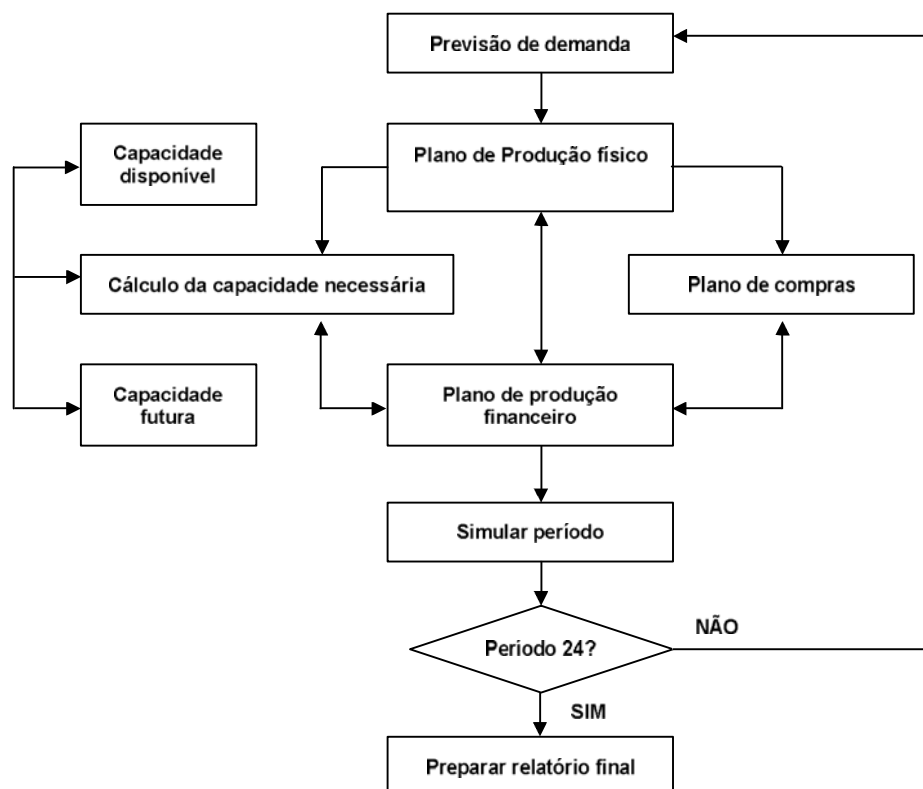 Previsão de demanda
Capacidade
disponível
Plano de Produção físico
Cálculo da capacidade necessária
Plano de compras
Capacidade
futura
Plano de produção
financeiro
Simular período
Período 24?
NÃO
SIM
Preparar relatório final